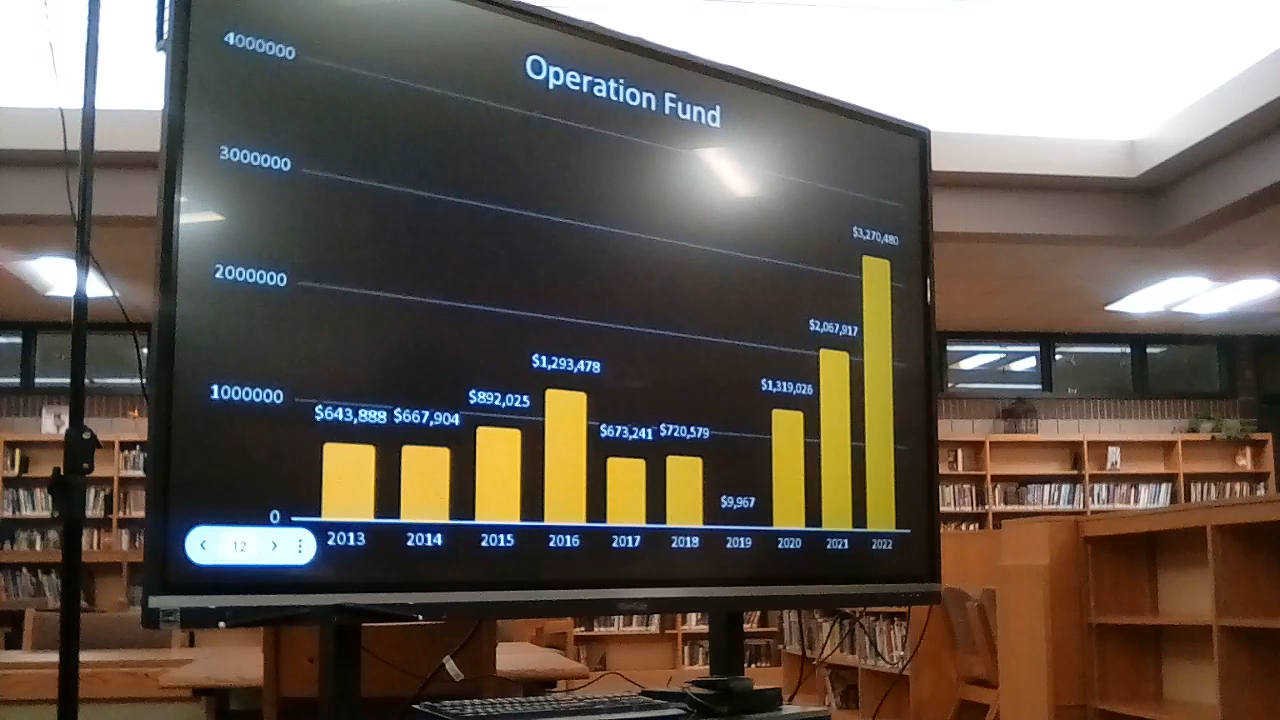 Operation Fund
4000000
3000000
2000000
1000000
0
$643,888 $667,904 $892,025 $1,293,478 $673,241 $720,579 $9,967 $1,319,026 $2,067,917 $3,270,480
2013 2014 2015 2016 2017 2018 2019 2020 2021 2022
12